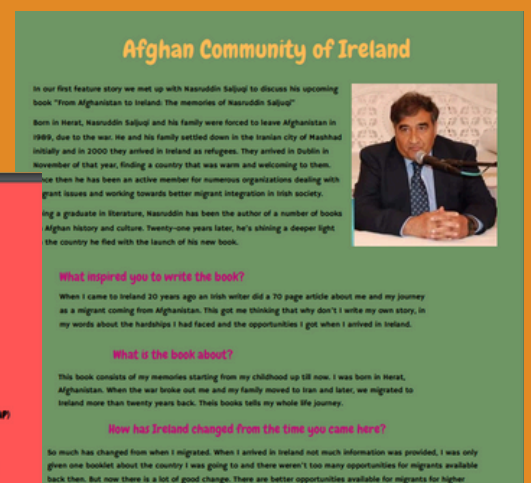 Afghan Community of Ireland
In our first feature story we met up with Nasruddin Saljuqi to discuss his upcoming
book "From Afghanistan to Ireland: The memories of Nasruddin Saljuqi"
Born in Herat, Nasruddin Saljuqi and his family were forced to leave Afghanistan in
1989, due to the war. He and his family settled down in the Iranian city of Mashhad
initially and in 2000 they arrived in Ireland as refugees. They arrived in Dublin in
November of that year, finding a country that was warm and welcoming to them.
nce then he has been an active member for numerous organizations dealing with
grant issues and working towards better migrant integration in Irish society.
ing a graduate in literature, Nasruddin has been the author of a number of books
Afghan history and culture. Twenty-one years later, he's shining a deeper light
the country he fled with the launch of his new book.
What inspired you to write the book?
When I came to Ireland 20 years ago an Irish writer did a 70 page article about me and my journey
as a migrant coming from Afghanistan. This got me thinking that why don't I write my own story, in
my words about the hardships I had faced and the opportunities I got when I arrived in Ireland.
What is the book about?
This book consists of my memories starting from my childhood up till now. I was born in Herat,
Afghanistan. When the war broke out me and my family moved to Iran and later, we migrated to
Ireland more than twenty years back. Theis books tells my whole life journey.
How has Ireland changed from the time you came here?
So much has changed from when I migrated. When I arrived in Ireland not much information was provided, I was only
given one booklet about the country I was going to and there weren't too many opportunities for migrants available
back then. But now there is a lot of good change. There are better opportunities available for migrants for higher